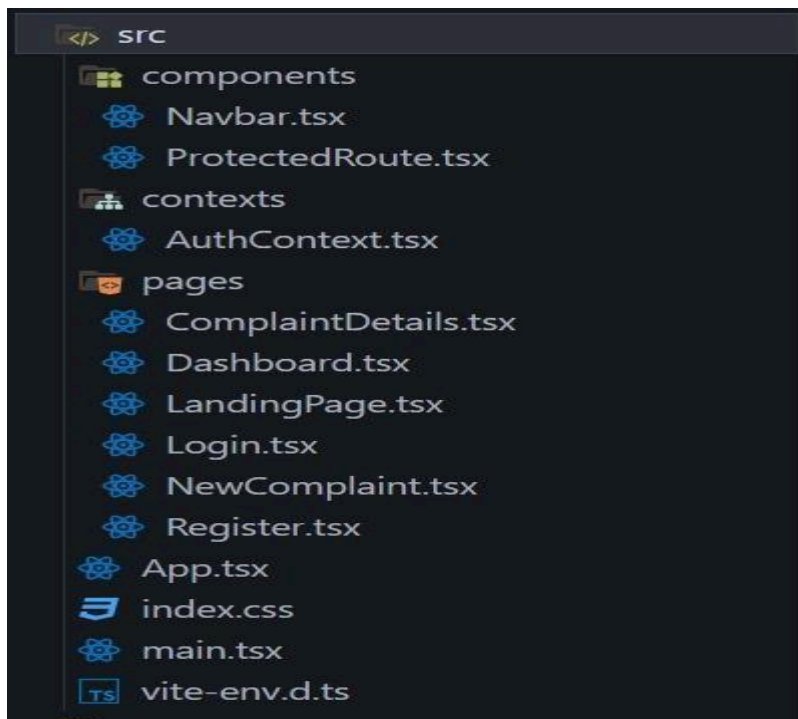 src
components
Navbar.tsx
ProtectedRoute.tsx
contexts
AuthContext.tsx
pages
ComplaintDetails.tsx
Dashboard.tsx
LandingPage.tsx
Login.tsx
NewComplaint.tsx
Register.tsx
App.tsx
index.css
main.tsx
TS vite-env.d.ts